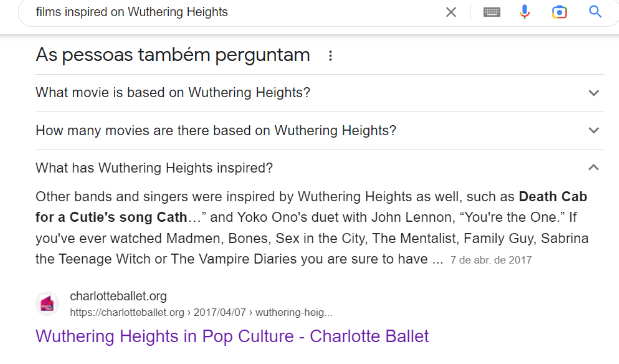 films inspired on Wuthering Heights
As pessoas também perguntam
What movie is based on Wuthering Heights?
How many movies are there based on Wuthering Heights?
What has Wuthering Heights inspired?
Other bands and singers were inspired by Wuthering Heights as well, such as Death Cab
for a Cutie's song Cath…” and Yoko Ono's duet with John Lennon, “You're the One.” If
you've ever watched Madmen, Bones, Sex in the City, The Mentalist, Family Guy, Sabrina
the Teenage Witch or The Vampire Diaries you are sure to have ... 7 de abr. de 2017
charlotteballet.org
https://charlotteballet.org › 2017/04/07 › wuthering-heig...
Wuthering Heights in Pop Culture - Charlotte Ballet